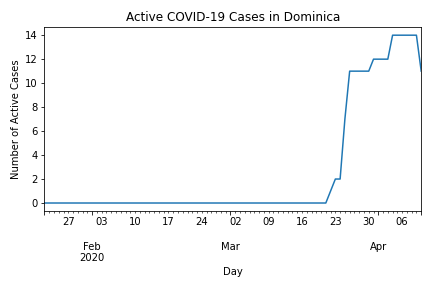 Active COVID-19 Cases in Dominica
Number of Active Cases
14
12
10
8
6
4
2
0
27 03 10 17 24 02 09 16 23 30 06
Feb Mar Apr
2020
Day